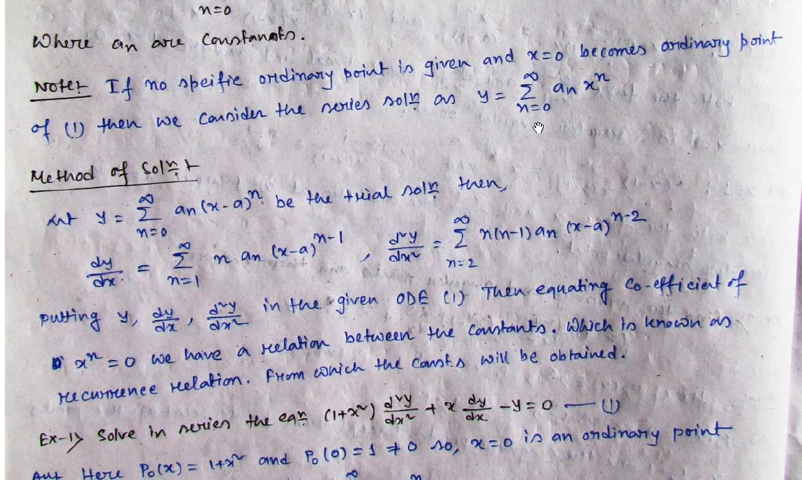 n=0
Where an are Constants.
Note:- If no speific ordinary point is given and x=0 becomes ordinary point
of (1) then we consider the series solⁿ as y = ∑_{n=0}^{∞} aₙ xⁿ
Method of Solⁿ:-
Let y = ∑_{n=0}^{∞} aₙ(x-a)ⁿ be the trial solⁿ then,
dy/dx = ∑_{n=1}^{∞} n aₙ (x-a)ⁿ⁻¹ , d²y/dx² = ∑_{n=2}^{∞} n(n-1) aₙ (x-a)ⁿ⁻²
putting y, dy/dx, d²y/dx² in the given ODE (1) Then equating Co-efficient of
xⁿ = 0 we have a relation between the constants. Which is known as
recurrence relation. From which the const.s will be obtained.
Ex-1> Solve in series the eqⁿ (1+x²) d²y/dx² + x dy/dx - y = 0 — (1)
Ans Here P₀(x) = 1+x² and P₀(0) = 1 ≠ 0 so, x=0 is an ordinary point
∞ n